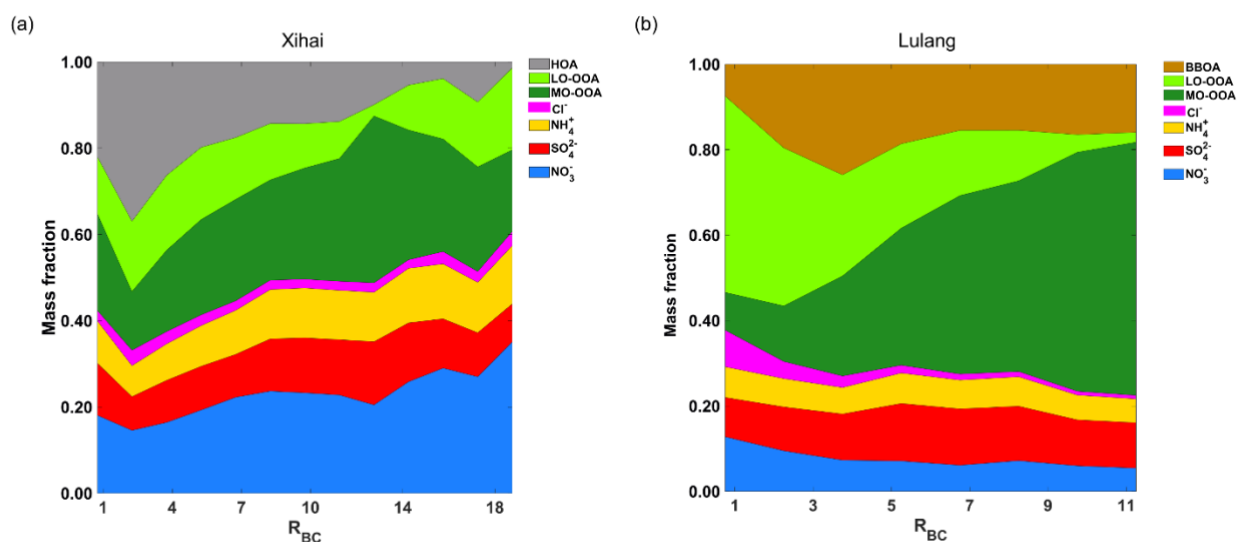 (a)
Xihai
1.00
0.80
0.60
0.40
0.20
0.00
Mass fraction
1 4 7 10 14 18
R_BC
HOA
LO-OOA
MO-OOA
Cl⁻
NH₄⁺
SO₄²⁻
NO₃⁻
(b)
Lulang
1.00
0.80
0.60
0.40
0.20
0.00
Mass fraction
1 3 5 7 9 11
R_BC
BBOA
LO-OOA
MO-OOA
Cl⁻
NH₄⁺
SO₄²⁻
NO₃⁻